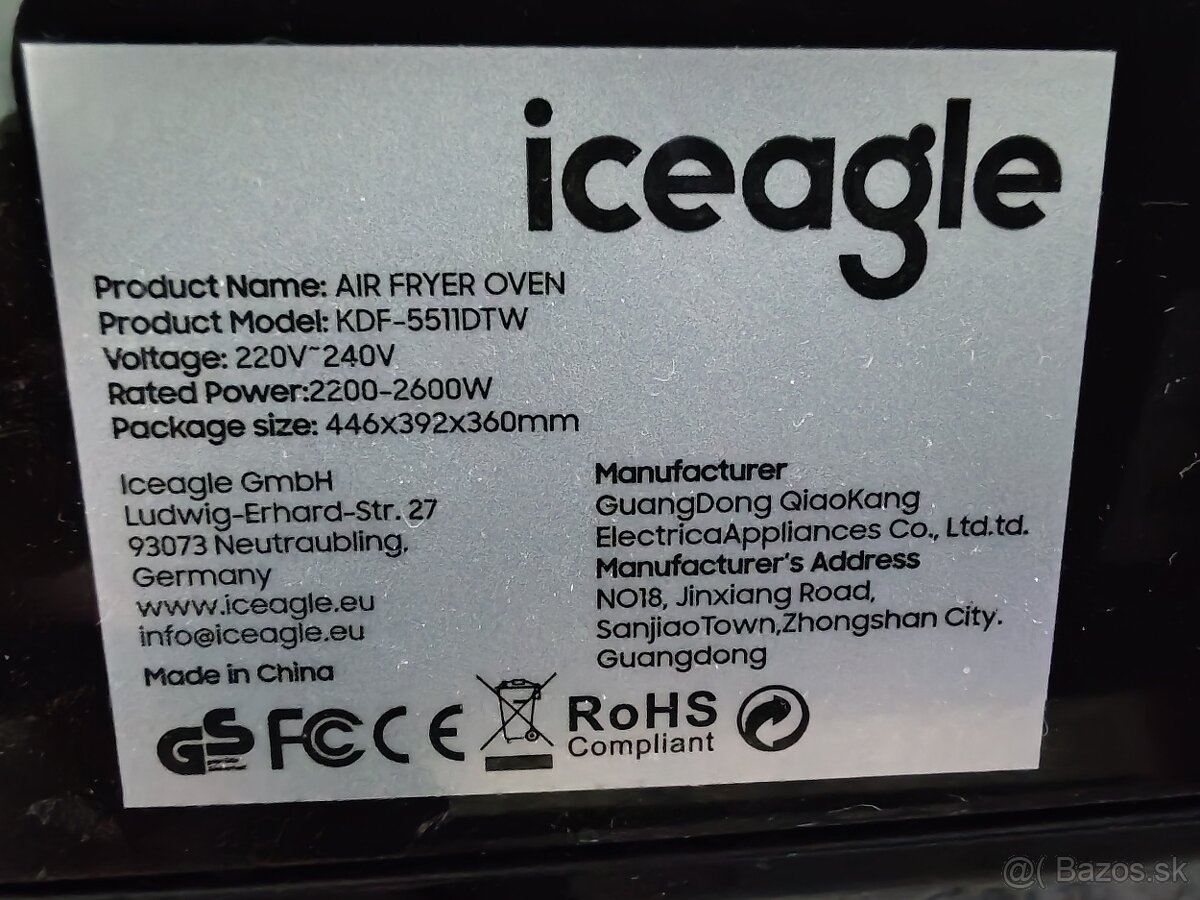 iceagle
Product Name: AIR FRYER OVEN
Product Model: KDF-5511DTW
Voltage: 220V~240V
Rated Power:2200-2600W
Package size: 446x392x360mm
Iceagle GmbH
Ludwig-Erhard-Str. 27
93073 Neutraubling,
Germany
www.iceagle.eu
info@iceagle.eu
Made in China
Manufacturer
GuangDong QiaoKang
ElectricaAppliances Co., Ltd.td.
Manufacturer's Address
NO18, Jinxiang Road,
SanjiaoTown,Zhongshan City.
Guangdong
GS FC CE RoHS
Compliant
@( Bazos.sk